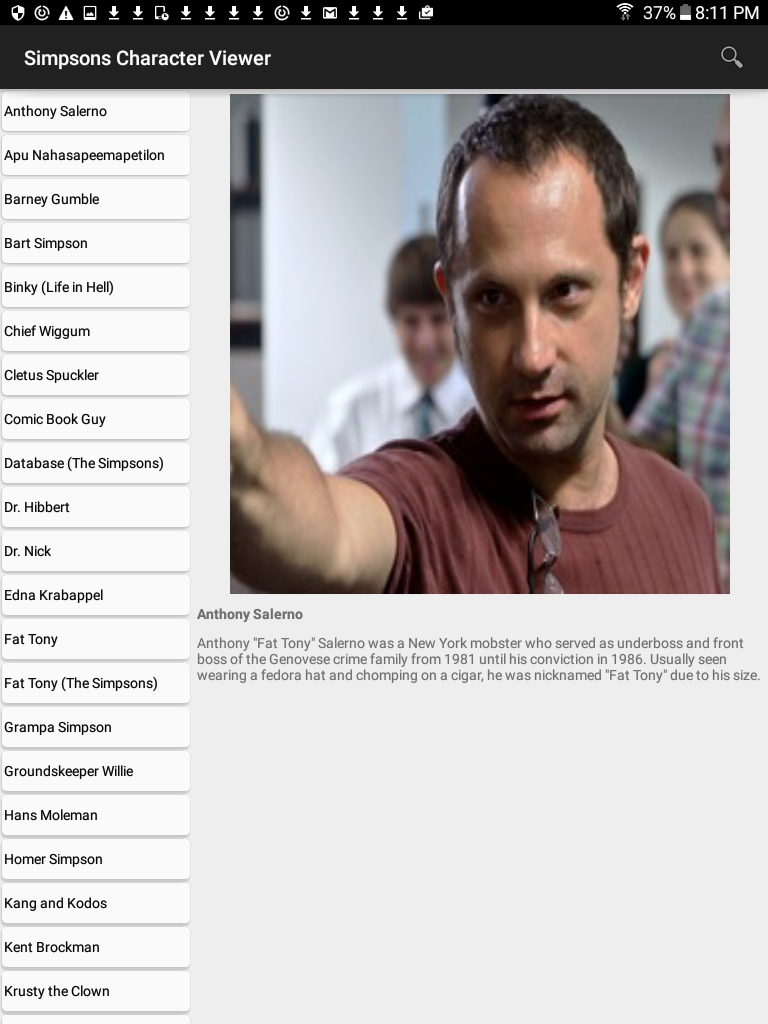 37% 8:11 PM
Simpsons Character Viewer
Anthony Salerno
Apu Nahasapeemapetilon
Barney Gumble
Bart Simpson
Binky (Life in Hell)
Chief Wiggum
Cletus Spuckler
Comic Book Guy
Database (The Simpsons)
Dr. Hibbert
Dr. Nick
Edna Krabappel
Fat Tony
Fat Tony (The Simpsons)
Grampa Simpson
Groundskeeper Willie
Hans Moleman
Homer Simpson
Kang and Kodos
Kent Brockman
Krusty the Clown
Anthony Salerno
Anthony "Fat Tony" Salerno was a New York mobster who served as underboss and front
boss of the Genovese crime family from 1981 until his conviction in 1986. Usually seen
wearing a fedora hat and chomping on a cigar, he was nicknamed "Fat Tony" due to his size.